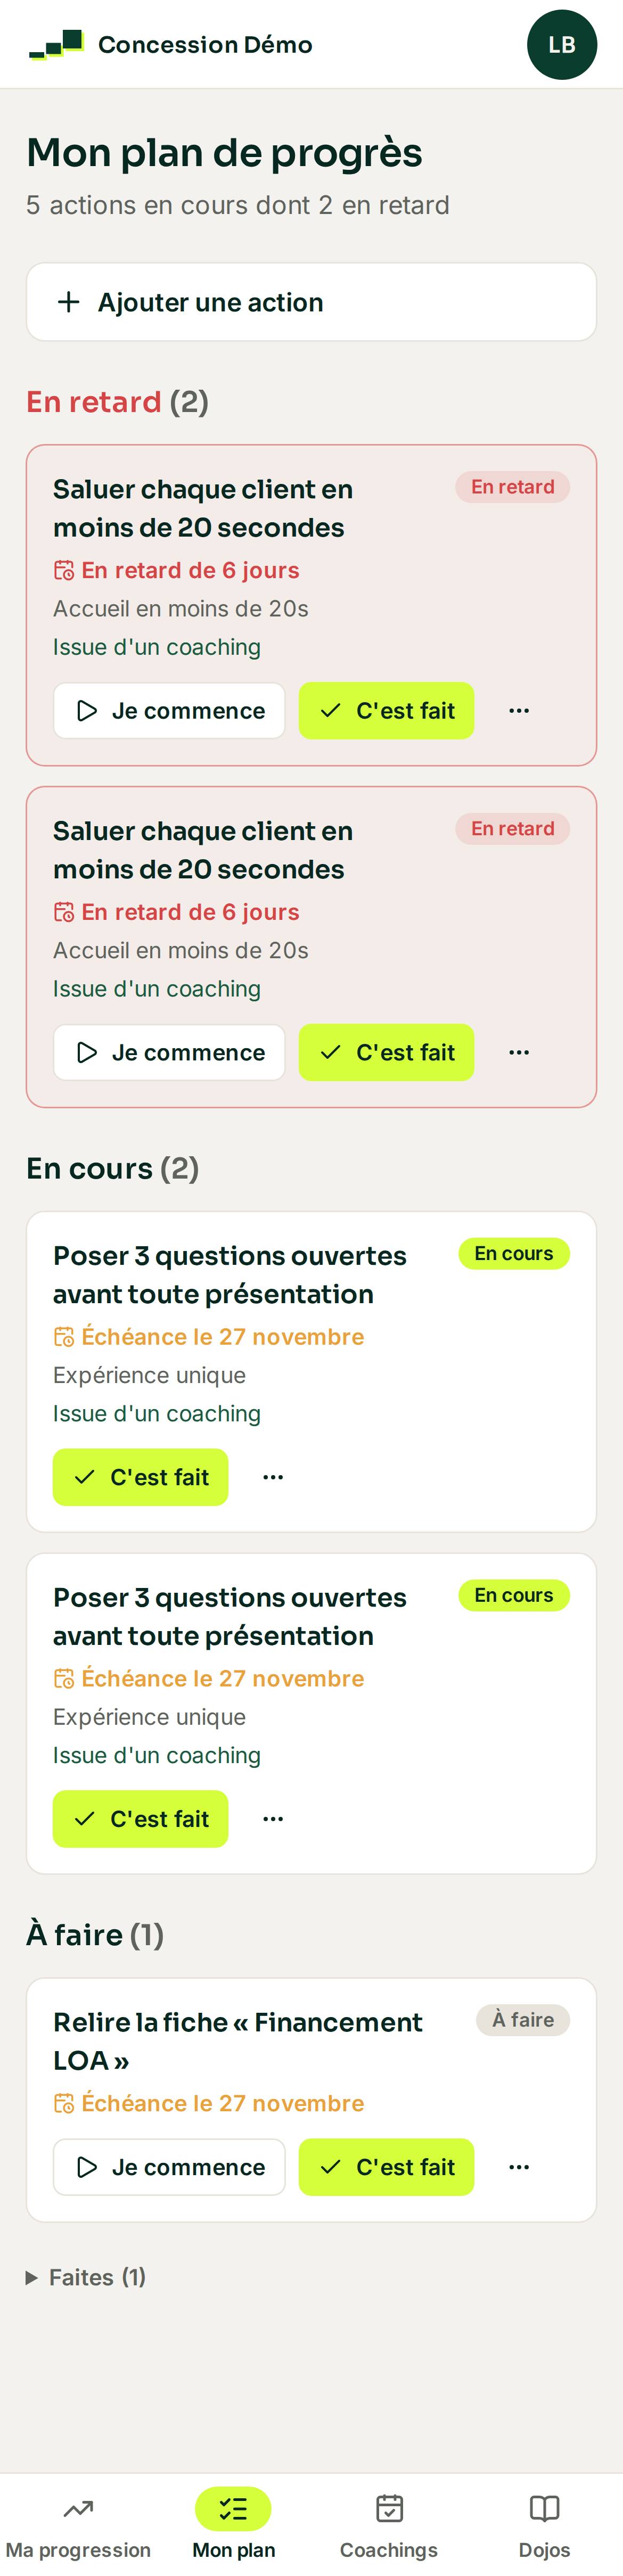 Concession Démo
LB
Mon plan de progrès
5 actions en cours dont 2 en retard
Ajouter une action
En retard (2)
Saluer chaque client en
moins de 20 secondes
En retard
En retard de 6 jours
Accueil en moins de 20s
Issue d'un coaching
Je commence
C'est fait
Saluer chaque client en
moins de 20 secondes
En retard
En retard de 6 jours
Accueil en moins de 20s
Issue d'un coaching
Je commence
C'est fait
En cours (2)
Poser 3 questions ouvertes
avant toute présentation
En cours
Échéance le 27 novembre
Expérience unique
Issue d'un coaching
C'est fait
Poser 3 questions ouvertes
avant toute présentation
En cours
Échéance le 27 novembre
Expérience unique
Issue d'un coaching
C'est fait
À faire (1)
Relire la fiche « Financement
LOA »
À faire
Échéance le 27 novembre
Je commence
C'est fait
Faites (1)
Ma progression
Mon plan
Coachings
Dojos